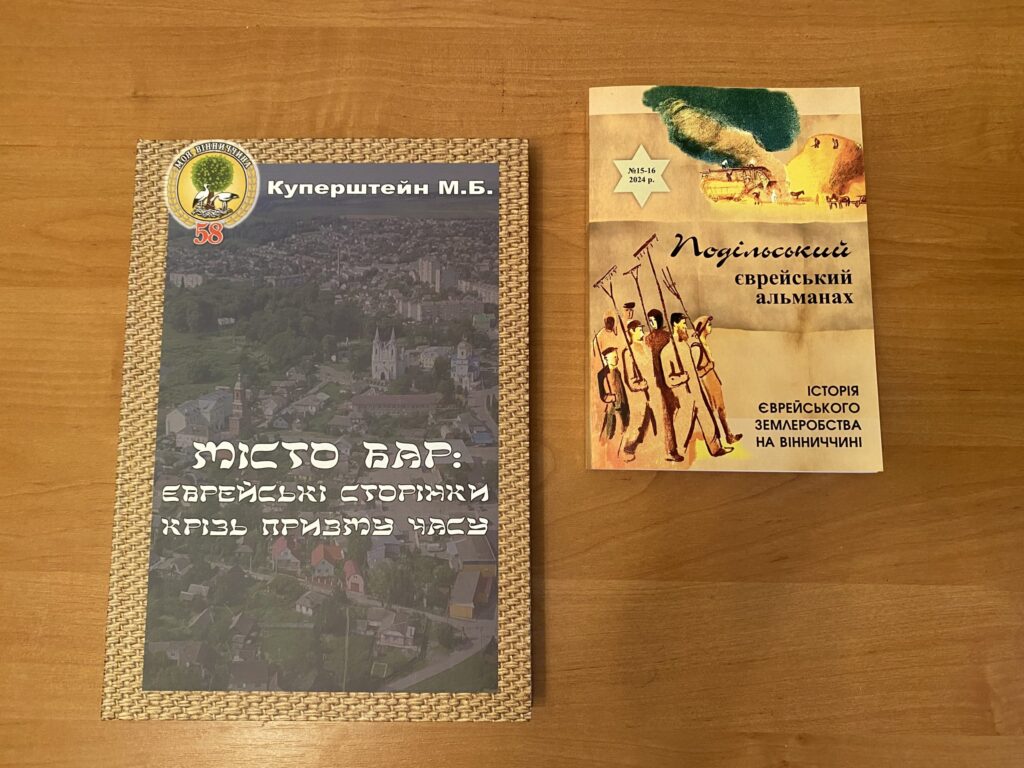 МОЯ ВІННИЧЧИНА
58
Куперштейн М.Б.
МІСТО БАР:
ЄВРЕЙСЬКІ СТОРІНКИ
КРІЗЬ ПРИЗМУ ЧАСУ
№15-16
2024 р.
Подільський
єврейський
альманах
ІСТОРІЯ
ЄВРЕЙСЬКОГО
ЗЕМЛЕРОБСТВА
НА ВІННИЧЧИНІ